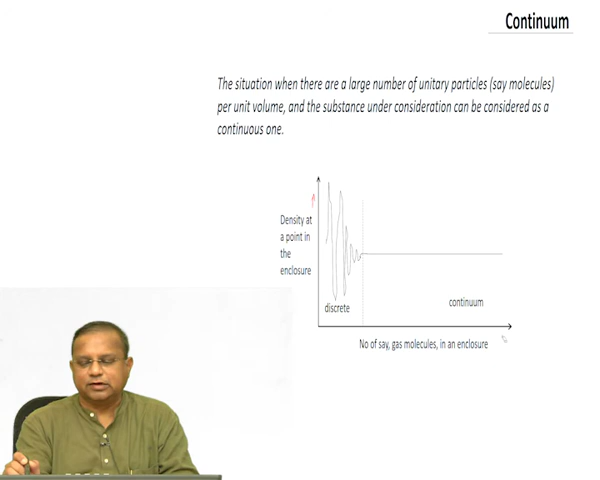 Continuum
The situation when there are a large number of unitary particles (say molecules)
per unit volume, and the substance under consideration can be considered as a
continuous one.
Density at
a point in
the
enclosure
discrete
continuum
No of say, gas molecules, in an enclosure